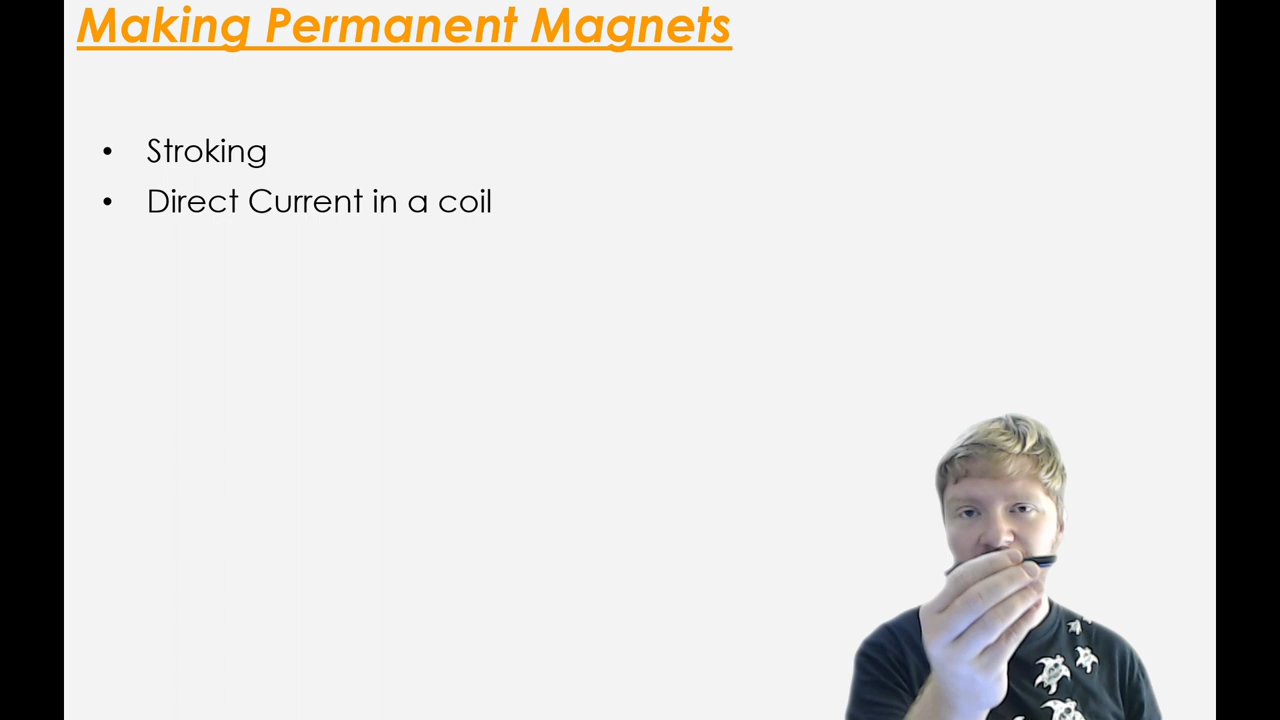 Making Permanent Magnets
• Stroking
• Direct Current in a coil